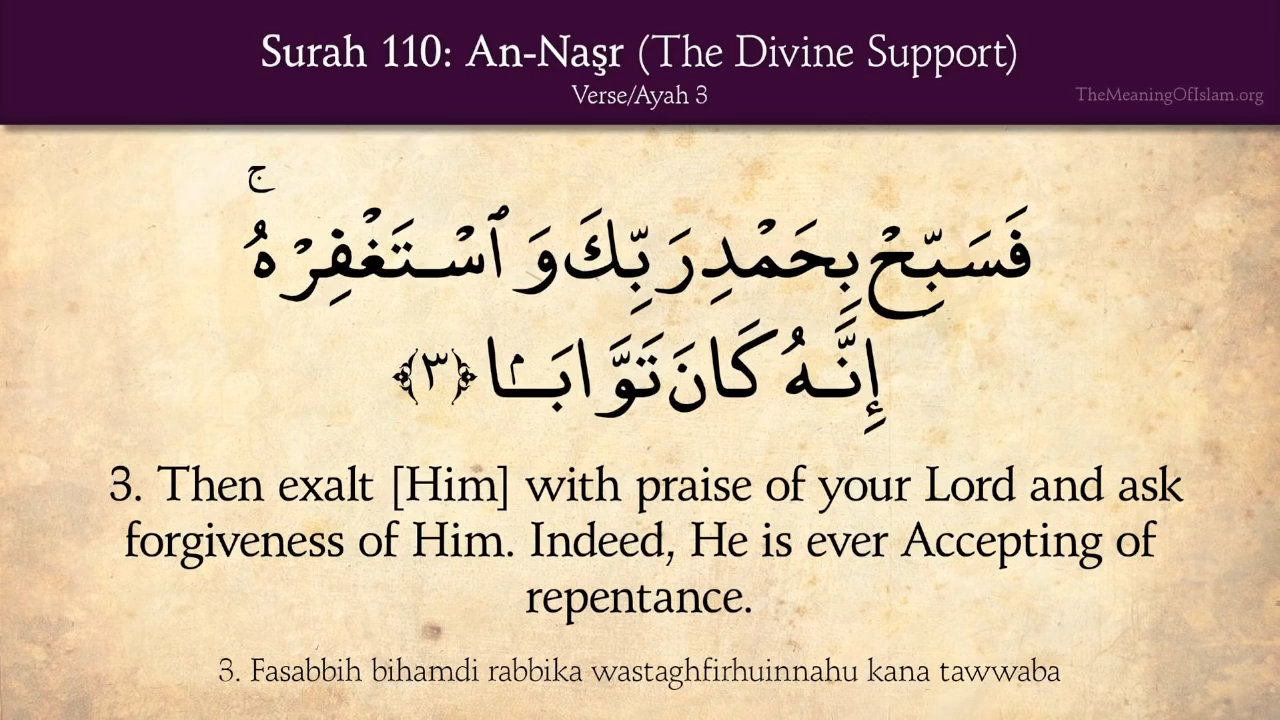 Surah 110: An-Naşr (The Divine Support)
Verse/Ayah 3
TheMeaningOfIslam.org
فَسَبِّحْ بِحَمْدِ رَبِّكَ وَٱسْتَغْفِرْهُ ۚ
إِنَّهُ كَانَ تَوَّابَۢا ﴿٣﴾
3. Then exalt [Him] with praise of your Lord and ask
forgiveness of Him. Indeed, He is ever Accepting of
repentance.
3. Fasabbih bihamdi rabbika wastaghfirhuinnahu kana tawwaba